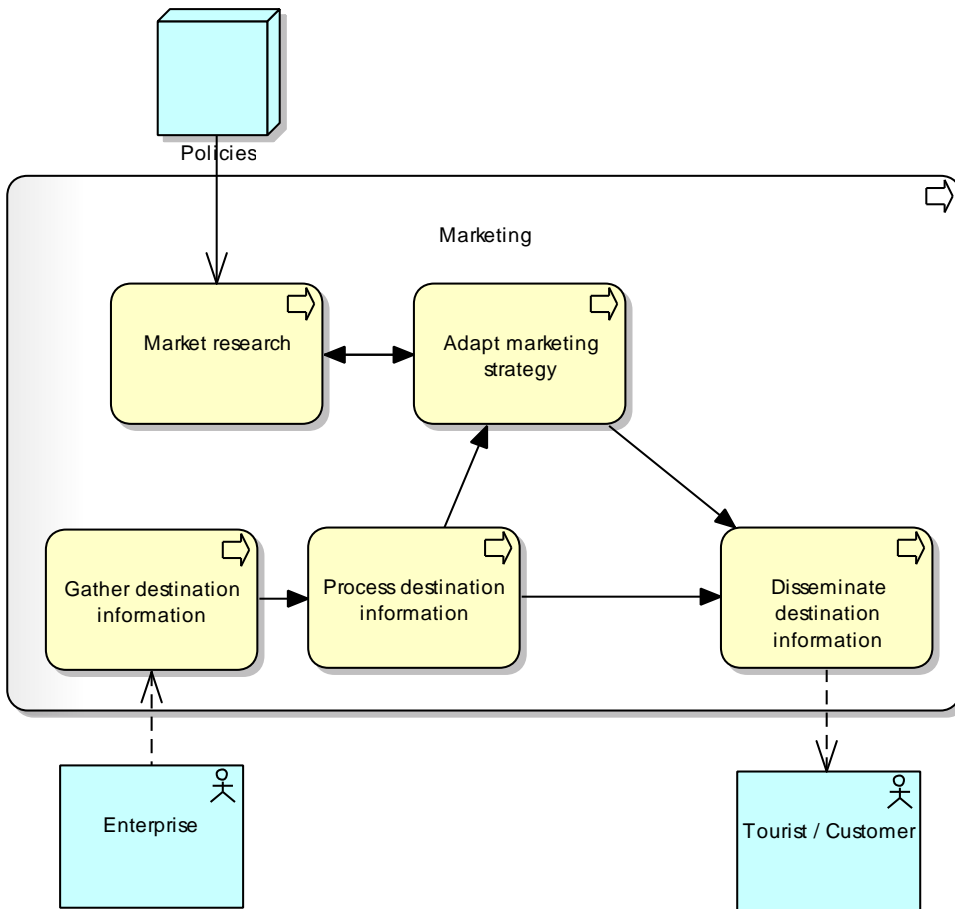 Policies
Marketing
Market research
Adapt marketing
strategy
Gather destination
information
Process destination
information
Disseminate
destination
information
Enterprise
Tourist / Customer